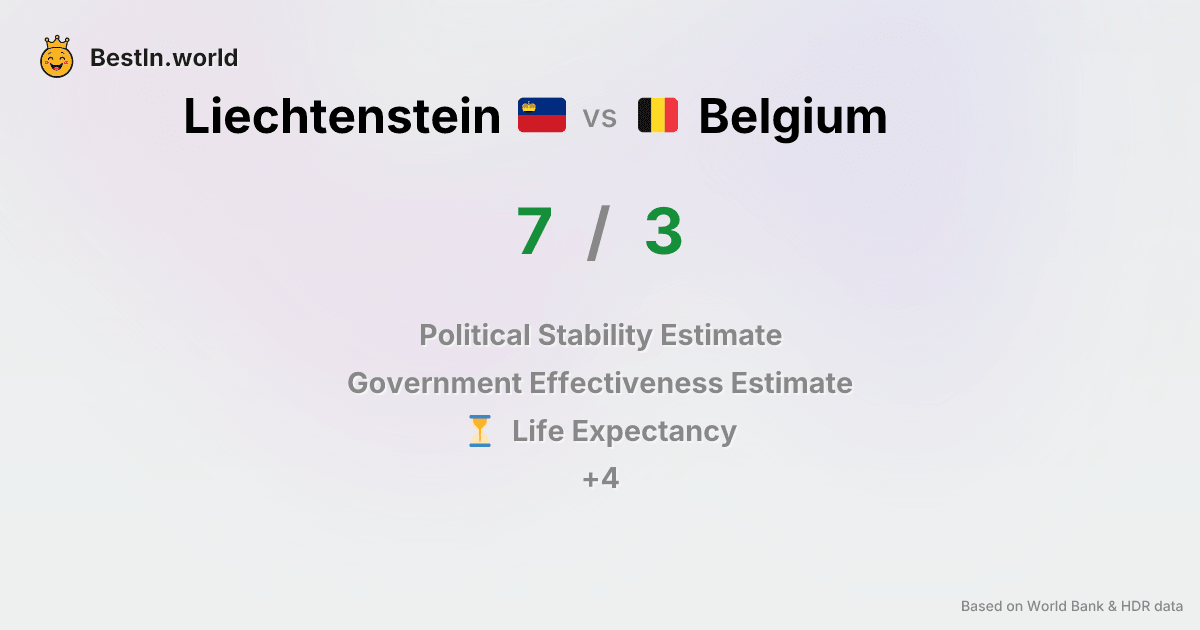 BestIn.world
Liechtenstein vs Belgium
7 / 3
Political Stability Estimate
Government Effectiveness Estimate
Life Expectancy
+4
Based on World Bank & HDR data